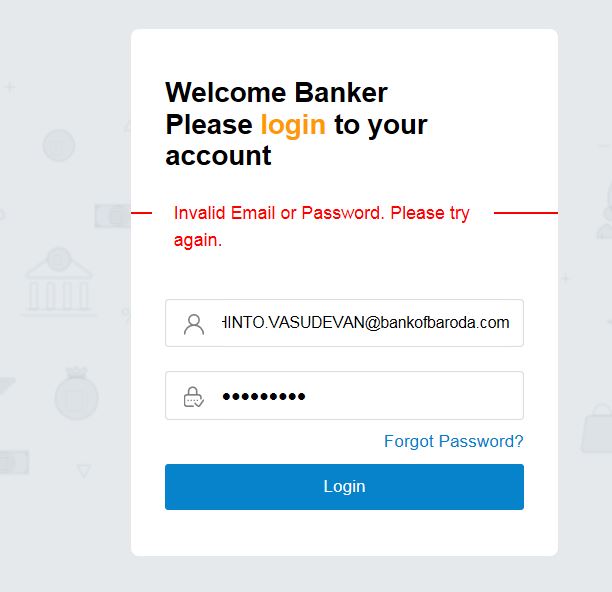 Welcome Banker
Please login to your
account
Invalid Email or Password. Please try
again.
HINTO.VASUDEVAN@bankofbaroda.com
Forgot Password?
Login